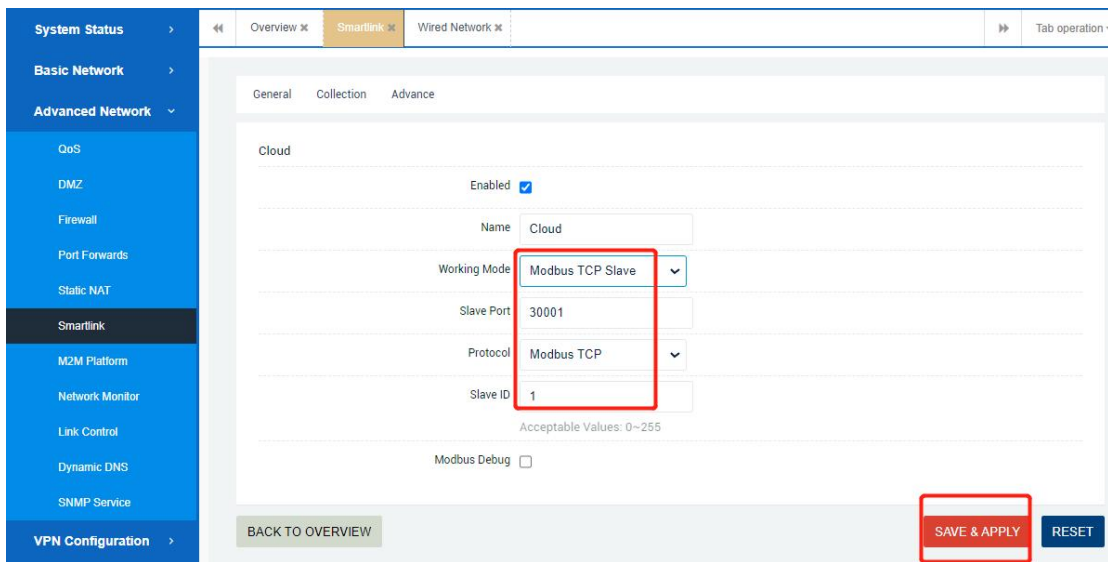 System Status
Overview
Smartlink
Wired Network
Tab operation
Basic Network
General Collection Advance
Advanced Network
QoS
Cloud
DMZ
Enabled
Firewall
Name Cloud
Port Forwards
Working Mode Modbus TCP Slave
Static NAT
Slave Port 30001
Smartlink
M2M Platform
Protocol Modbus TCP
Network Monitor
Slave ID 1
Link Control
Acceptable Values: 0~255
Dynamic DNS
Modbus Debug
SNMP Service
VPN Configuration
BACK TO OVERVIEW
SAVE & APPLY
RESET